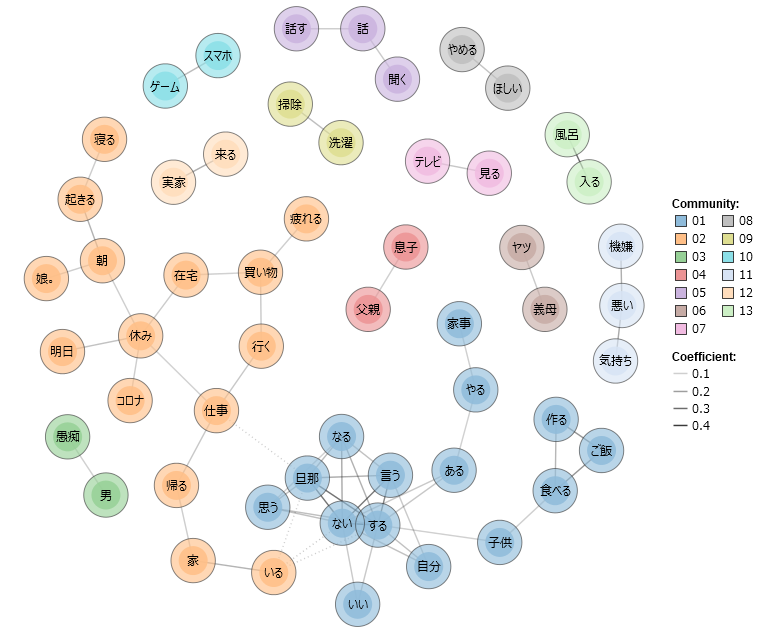 話す
話
やめる
スマホ
聞く
ゲーム
ほしい
掃除
風呂
寝る
洗濯
来る
テレビ
見る
実家
入る
起きる
疲れる
朝
息子
ヤツ
機嫌
娘。
在宅
買い物
父親
義母
悪い
家事
明日
休み
行く
気持ち
コロナ
仕事
やる
作る
愚痴
なる
ご飯
旦那
言う
ある
男
帰る
思う
食べる
ない
する
子供
家
いる
自分
いい
Community:
01
02
03
04
05
06
07
08
09
10
11
12
13
Coefficient:
0.1
0.2
0.3
0.4